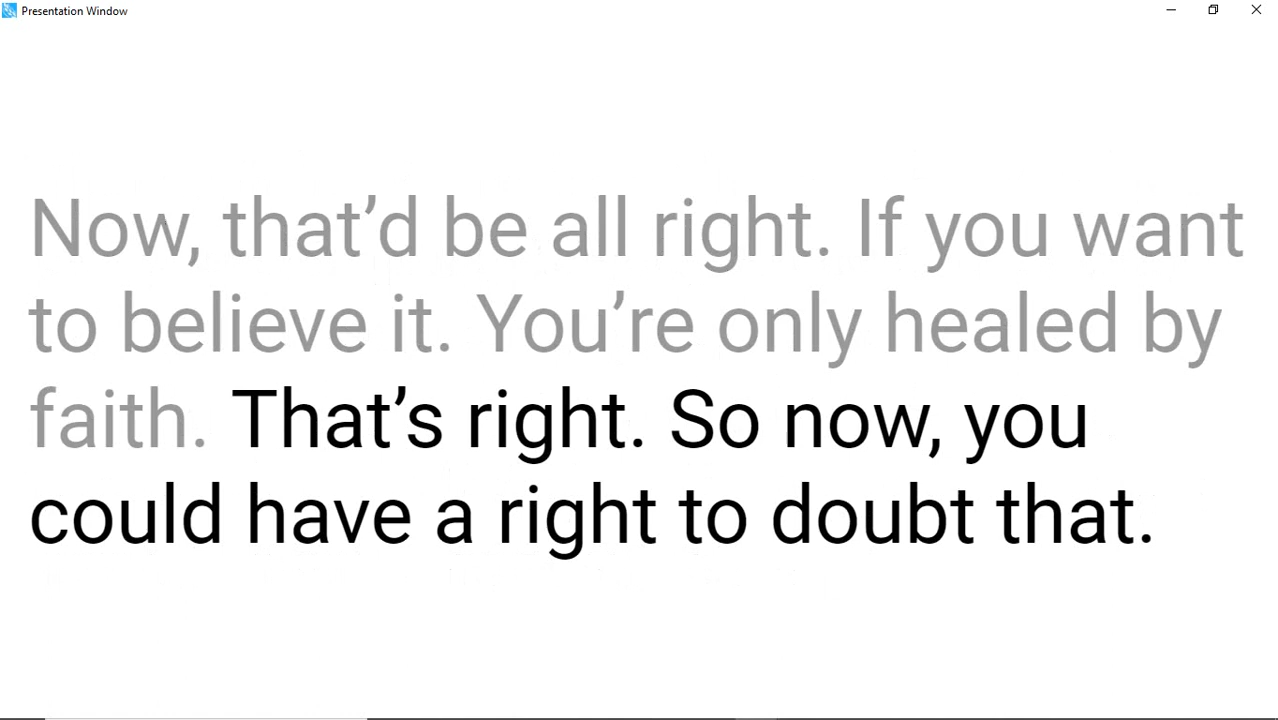 Presentation Window
Now, that’d be all right. If you want
to believe it. You’re only healed by
faith. That’s right. So now, you
could have a right to doubt that.